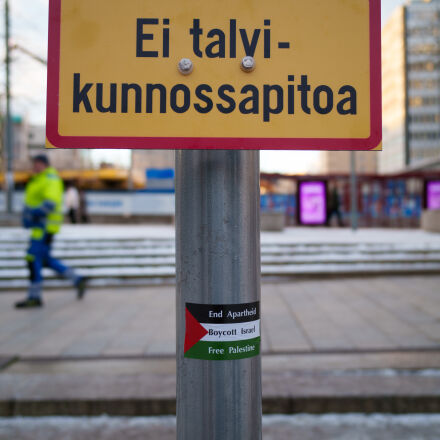 Ei talvi-
kunnossapitoa
End Apartheid
Boycott Israel
Free Palestine